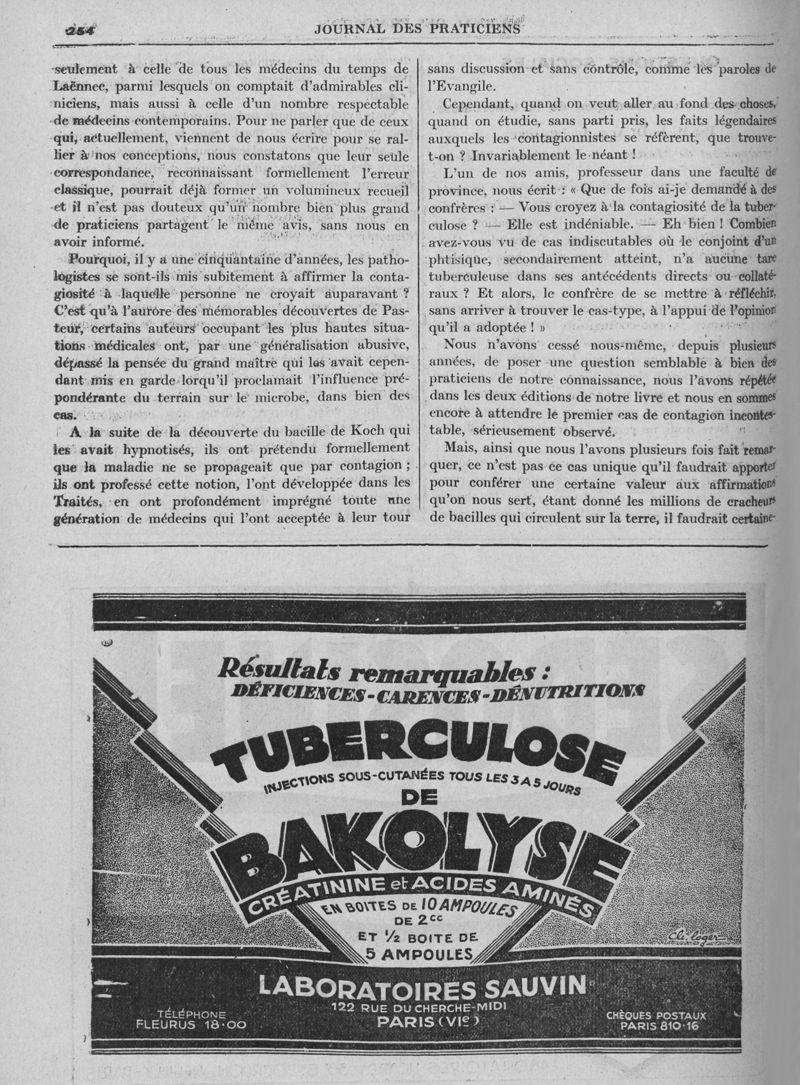 254
JOURNAL DES PRATICIENS
seulement à celle de tous les médecins du temps de
Laënnec, parmi lesquels on comptait d'admirables cli-
niciens, mais aussi à celle d'un nombre respectable
de médecins contemporains. Pour ne parler que de ceux
qui, actuellement, viennent de nous écrire pour se ral-
lier à nos conceptions, nous constatons que leur seule
correspondance, reconnaissant formellement l'erreur
classique, pourrait déjà former un volumineux recueil
et il n'est pas douteux qu'un nombre bien plus grand
de praticiens partagent le même avis, sans nous en
avoir informé.
Pourquoi, il y a une cinquantaine d'années, les patho-
logistes se sont-ils mis subitement à affirmer la conta-
giosité à laquelle personne ne croyait auparavant ?
C'est qu'à l'aurore des mémorables découvertes de Pas-
teur, certains auteurs occupant les plus hautes situa-
tions médicales ont, par une généralisation abusive,
dépassé la pensée du grand maître qui les avait cepen-
dant mis en garde lorqu'il proclamait l'influence pré-
pondérante du terrain sur le microbe, dans bien des
cas.
A la suite de la découverte du bacille de Koch qui
les avait hypnotisés, ils ont prétendu formellement
que la maladie ne se propageait que par contagion ;
ils ont professé cette notion, l'ont développée dans les
Traités, en ont profondément imprégné toute une
génération de médecins qui l'ont acceptée à leur tour
sans discussion et sans contrôle, comme les paroles de
l'Evangile.
Cependant, quand on veut aller au fond des choses,
quand on étudie, sans parti pris, les faits légendaires
auxquels les contagionnistes se réfèrent, que trouve-
t-on ? Invariablement le néant !
L'un de nos amis, professeur dans une faculté de
province, nous écrit : « Que de fois ai-je demandé à des
confrères : — Vous croyez à la contagiosité de la tuber-
culose ? — Elle est indéniable. — Eh bien ! Combien
avez-vous vu de cas indiscutables où le conjoint d'un
phtisique, secondairement atteint, n'a aucune tare
tuberculeuse dans ses antécédents directs ou collaté-
raux ? Et alors, le confrère de se mettre à réfléchir,
sans arriver à trouver le cas-type, à l'appui de l'opinion
qu'il a adoptée ! »
Nous n'avons cessé nous-même, depuis plusieurs
années, de poser une question semblable à bien des
praticiens de notre connaissance, nous l'avons répétée
dans les deux éditions de notre livre et nous en sommes
encore à attendre le premier cas de contagion incontes-
table, sérieusement observé.
Mais, ainsi que nous l'avons plusieurs fois fait remar-
quer, ce n'est pas ce cas unique qu'il faudrait apporter
pour conférer une certaine valeur aux affirmations
qu'on nous sert, étant donné les millions de cracheurs
de bacilles qui circulent sur la terre, il faudrait certaine-
Résultats remarquables :
DÉFICIENCES-CARENCES-DÉNUTRITIONS
TUBERCULOSE
INJECTIONS SOUS-CUTANÉES TOUS LES 3 A 5 JOURS
DE
BAKOLYSE
CRÉATININE et ACIDES AMINÉS
EN BOITES DE 10 AMPOULES
DE 2cc
ET ½ BOITE DE
5 AMPOULES
Ch. Leger
LABORATOIRES SAUVIN
122 RUE DU CHERCHE-MIDI
PARIS (VIe)
TÉLÉPHONE
FLEURUS 18·00
CHÈQUES POSTAUX
PARIS 810·16